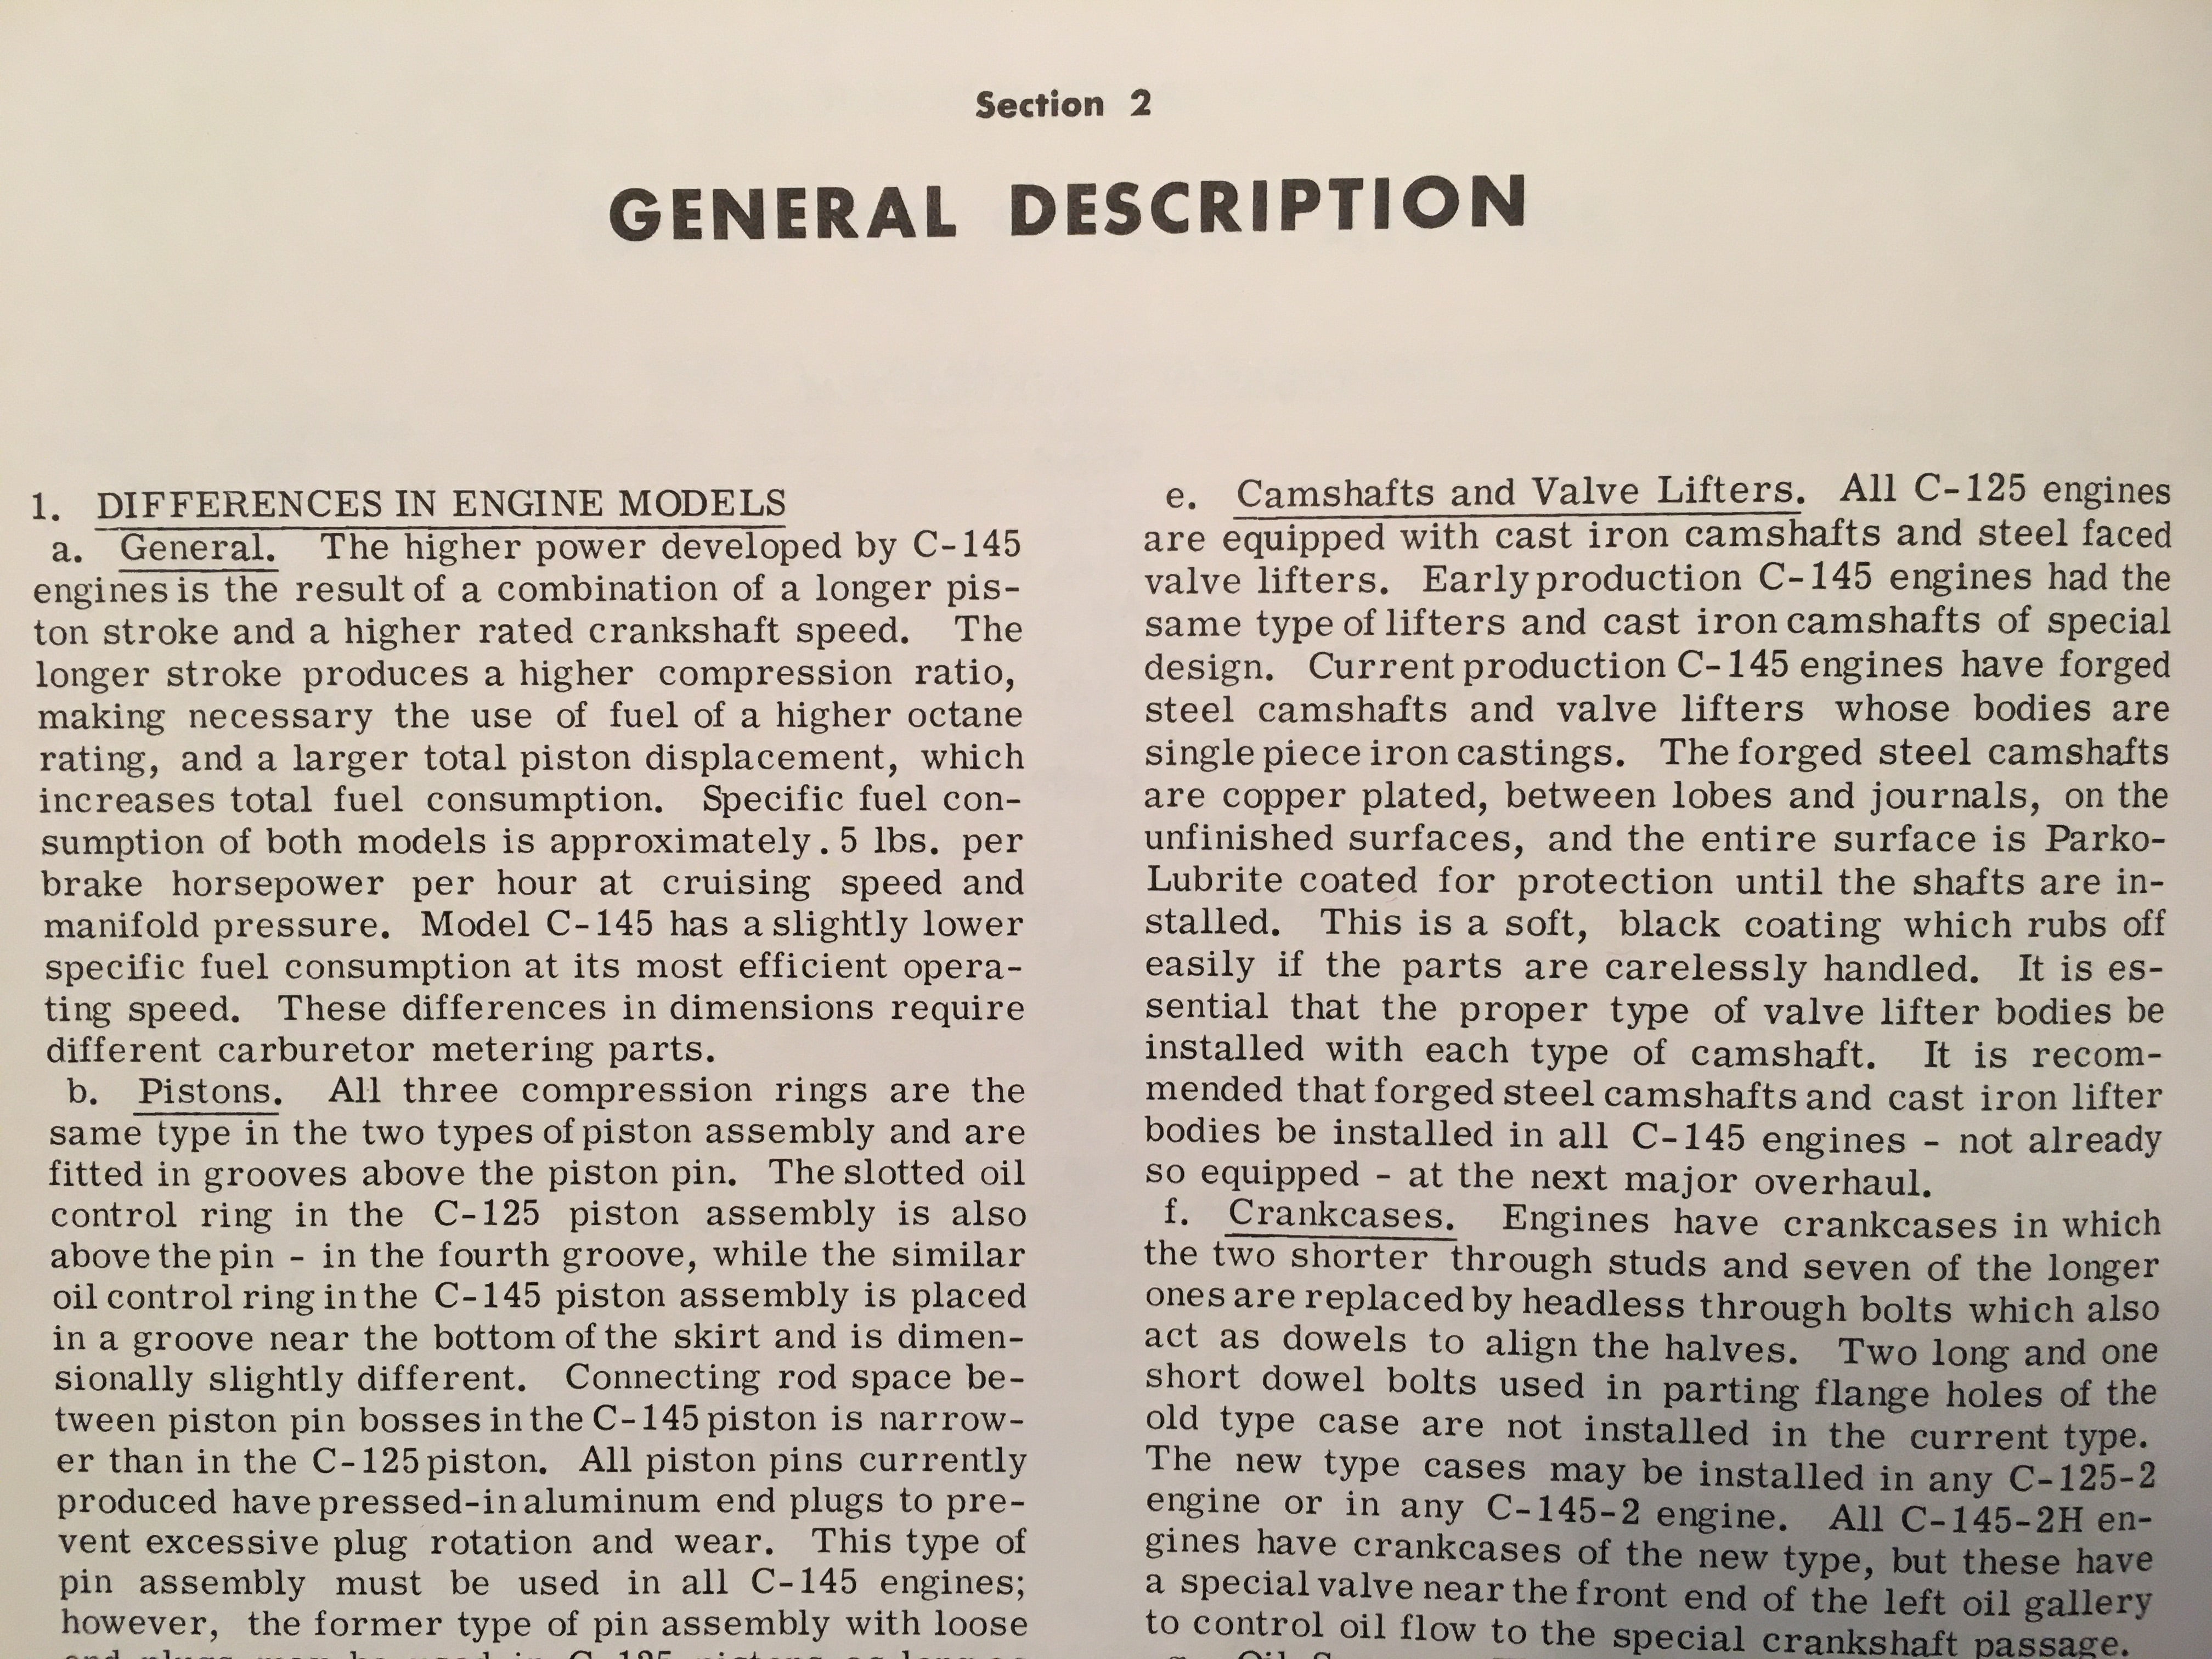 Section 2
GENERAL DESCRIPTION
1. DIFFERENCES IN ENGINE MODELS
a. General. The higher power developed by C-145
engines is the result of a combination of a longer pis-
ton stroke and a higher rated crankshaft speed. The
longer stroke produces a higher compression ratio,
making necessary the use of fuel of a higher octane
rating, and a larger total piston displacement, which
increases total fuel consumption. Specific fuel con-
sumption of both models is approximately .5 lbs. per
brake horsepower per hour at cruising speed and
manifold pressure. Model C-145 has a slightly lower
specific fuel consumption at its most efficient opera-
ting speed. These differences in dimensions require
different carburetor metering parts.
b. Pistons. All three compression rings are the
same type in the two types of piston assembly and are
fitted in grooves above the piston pin. The slotted oil
control ring in the C-125 piston assembly is also
above the pin - in the fourth groove, while the similar
oil control ring in the C-145 piston assembly is placed
in a groove near the bottom of the skirt and is dimen-
sionally slightly different. Connecting rod space be-
tween piston pin bosses in the C-145 piston is narrow-
er than in the C-125 piston. All piston pins currently
produced have pressed-in aluminum end plugs to pre-
vent excessive plug rotation and wear. This type of
pin assembly must be used in all C-145 engines;
however, the former type of pin assembly with loose
e. Camshafts and Valve Lifters. All C-125 engines
are equipped with cast iron camshafts and steel faced
valve lifters. Early production C-145 engines had the
same type of lifters and cast iron camshafts of special
design. Current production C-145 engines have forged
steel camshafts and valve lifters whose bodies are
single piece iron castings. The forged steel camshafts
are copper plated, between lobes and journals, on the
unfinished surfaces, and the entire surface is Parko-
Lubrite coated for protection until the shafts are in-
stalled. This is a soft, black coating which rubs off
easily if the parts are carelessly handled. It is es-
sential that the proper type of valve lifter bodies be
installed with each type of camshaft. It is recom-
mended that forged steel camshafts and cast iron lifter
bodies be installed in all C-145 engines - not already
so equipped - at the next major overhaul.
f. Crankcases. Engines have crankcases in which
the two shorter through studs and seven of the longer
ones are replaced by headless through bolts which also
act as dowels to align the halves. Two long and one
short dowel bolts used in parting flange holes of the
old type case are not installed in the current type.
The new type cases may be installed in any C-125-2
engine or in any C-145-2 engine. All C-145-2H en-
gines have crankcases of the new type, but these have
a special valve near the front end of the left oil gallery
to control oil flow to the special crankshaft passage.